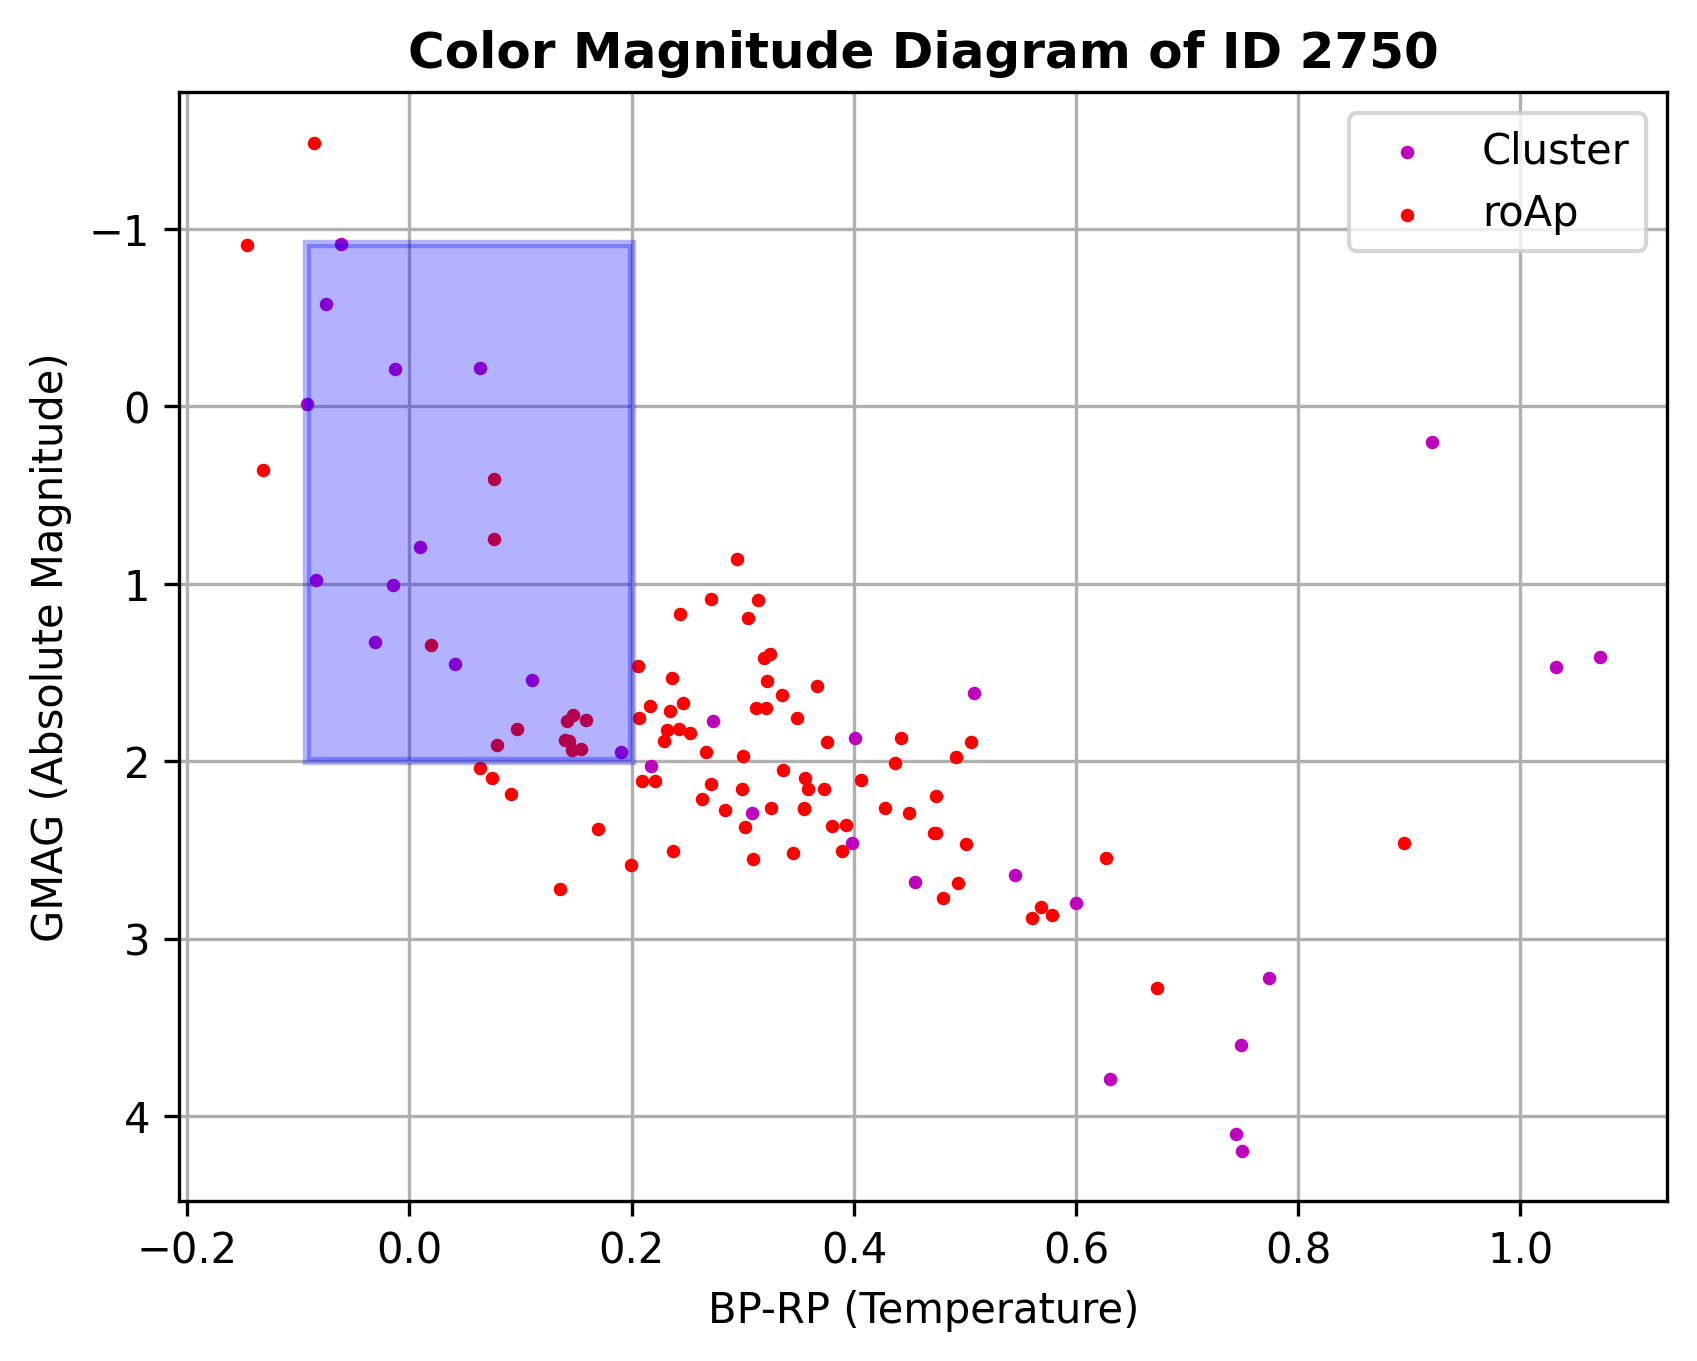 Color Magnitude Diagram of ID 2750
Cluster
roAp
GMAG (Absolute Magnitude)
−1
0
1
2
3
4
−0.2 0.0 0.2 0.4 0.6 0.8 1.0
BP-RP (Temperature)